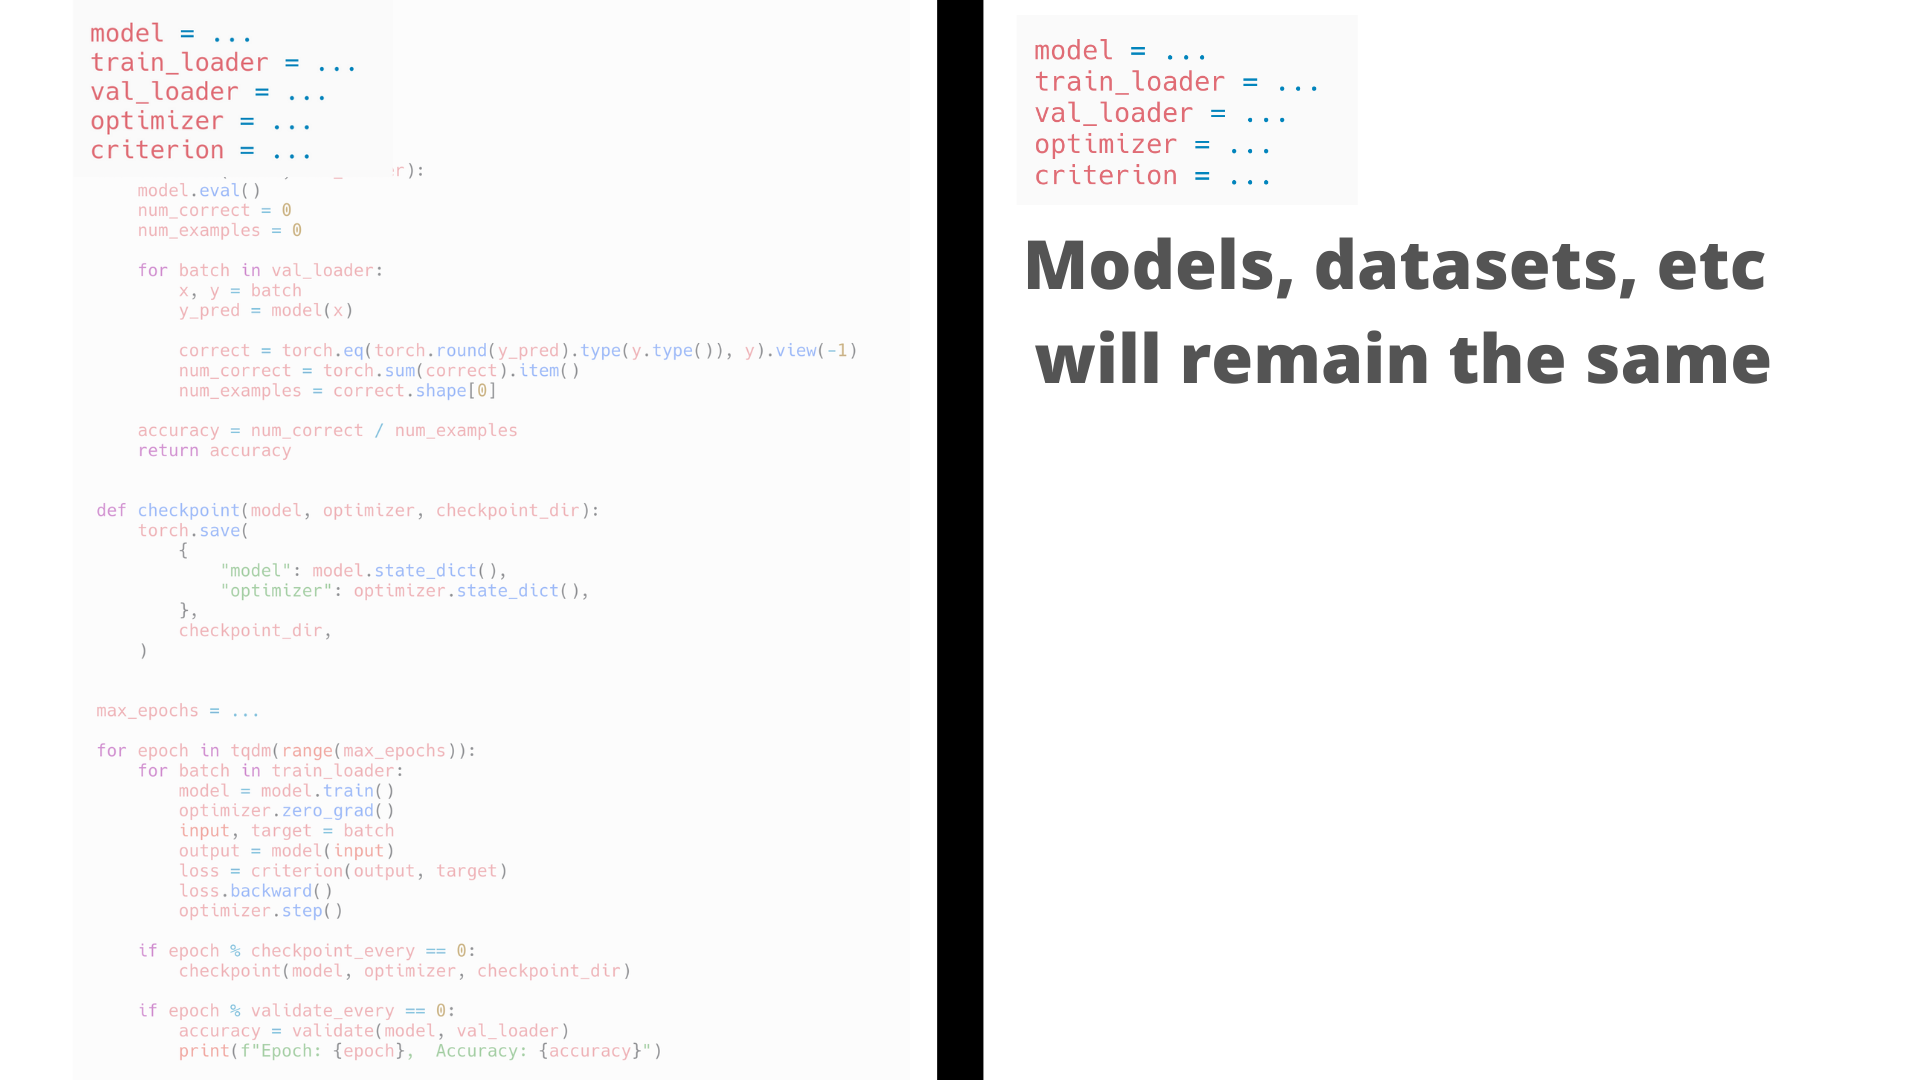 model = ...
train_loader = ...
val_loader = ...
optimizer = ...
criterion = ...
r):
model.eval()
num_correct = 0
num_examples = 0
for batch in val_loader:
x, y = batch
y_pred = model(x)
correct = torch.eq(torch.round(y_pred).type(y.type()), y).view(-1)
num_correct = torch.sum(correct).item()
num_examples = correct.shape[0]
accuracy = num_correct / num_examples
return accuracy
def checkpoint(model, optimizer, checkpoint_dir):
torch.save(
{
"model": model.state_dict(),
"optimizer": optimizer.state_dict(),
},
checkpoint_dir,
)
max_epochs = ...
for epoch in tqdm(range(max_epochs)):
for batch in train_loader:
model = model.train()
optimizer.zero_grad()
input, target = batch
output = model(input)
loss = criterion(output, target)
loss.backward()
optimizer.step()
if epoch % checkpoint_every == 0:
checkpoint(model, optimizer, checkpoint_dir)
if epoch % validate_every == 0:
accuracy = validate(model, val_loader)
print(f"Epoch: {epoch},  Accuracy: {accuracy}")
model = ...
train_loader = ...
val_loader = ...
optimizer = ...
criterion = ...
Models, datasets, etc
will remain the same